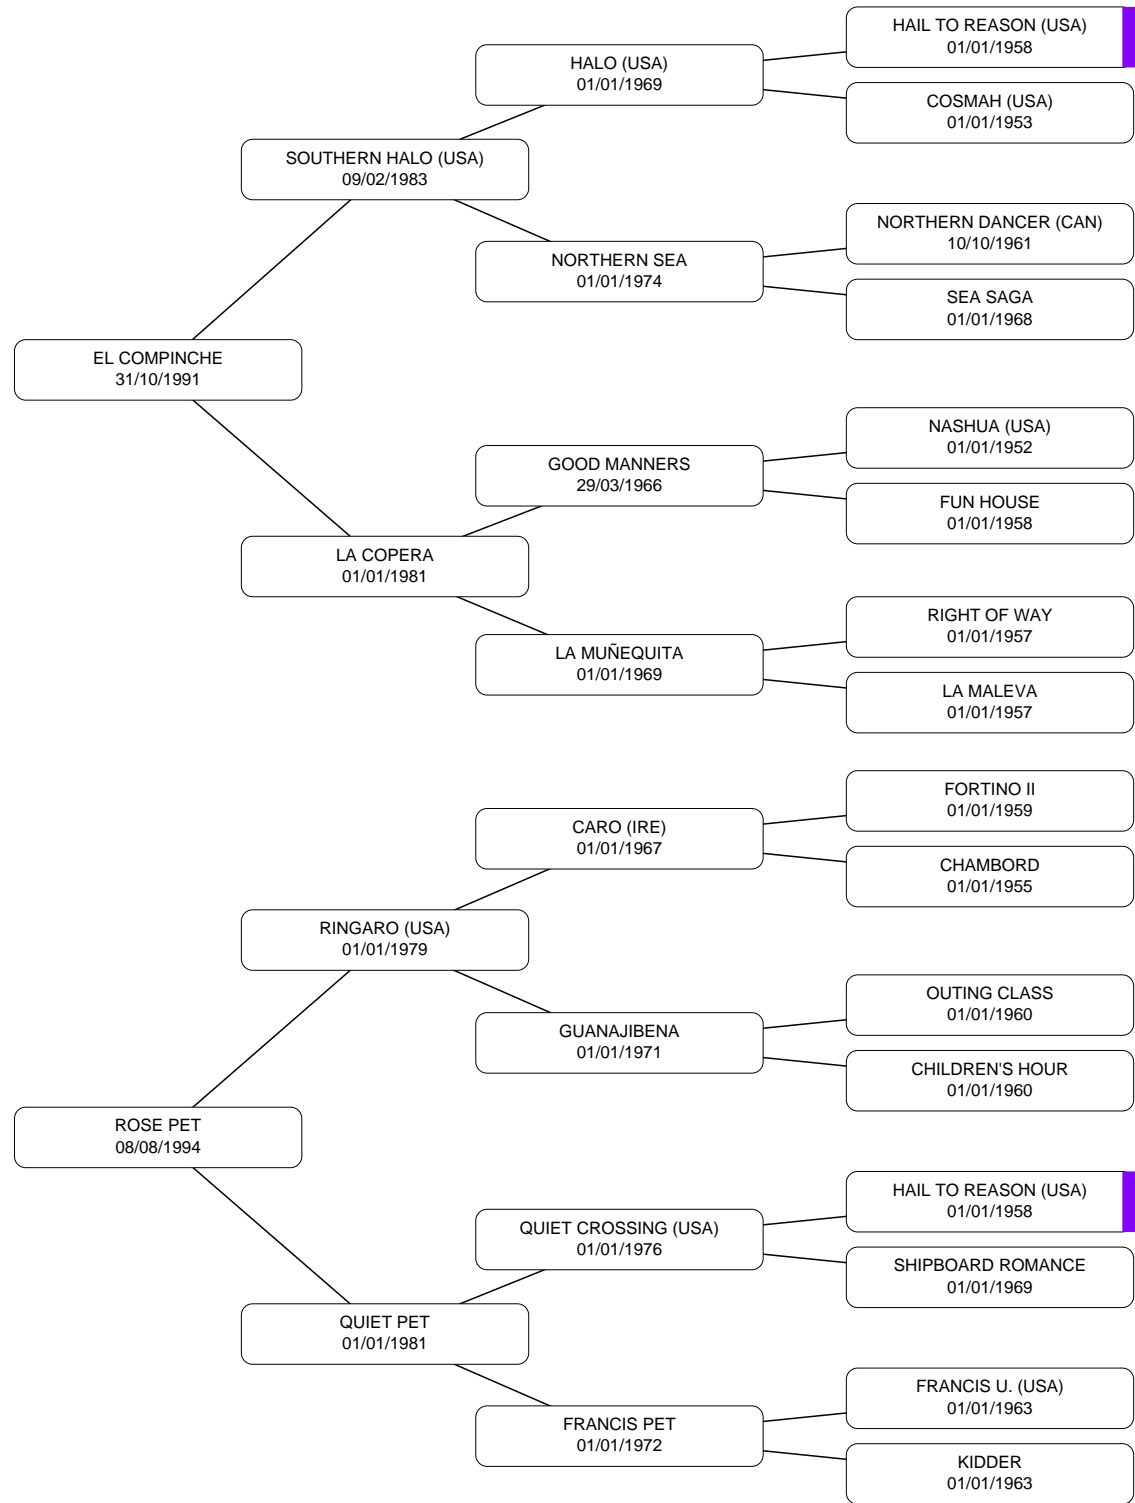 HAIL TO REASON (USA)
01/01/1958
HALO (USA)
01/01/1969
COSMAH (USA)
01/01/1953
SOUTHERN HALO (USA)
09/02/1983
NORTHERN DANCER (CAN)
10/10/1961
NORTHERN SEA
01/01/1974
SEA SAGA
01/01/1968
EL COMPINCHE
31/10/1991
NASHUA (USA)
01/01/1952
GOOD MANNERS
29/03/1966
FUN HOUSE
01/01/1958
LA COPERA
01/01/1981
RIGHT OF WAY
01/01/1957
LA MUÑEQUITA
01/01/1969
LA MALEVA
01/01/1957
FORTINO II
01/01/1959
CARO (IRE)
01/01/1967
CHAMBORD
01/01/1955
RINGARO (USA)
01/01/1979
OUTING CLASS
01/01/1960
GUANAJIBENA
01/01/1971
CHILDREN'S HOUR
01/01/1960
ROSE PET
08/08/1994
HAIL TO REASON (USA)
01/01/1958
QUIET CROSSING (USA)
01/01/1976
SHIPBOARD ROMANCE
01/01/1969
QUIET PET
01/01/1981
FRANCIS U. (USA)
01/01/1963
FRANCIS PET
01/01/1972
KIDDER
01/01/1963